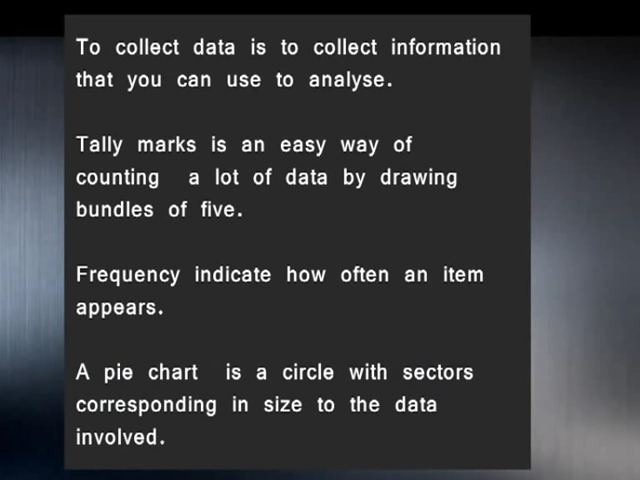 To collect data is to collect information
that you can use to analyse.
Tally marks is an easy way of
counting a lot of data by drawing
bundles of five.
Frequency indicate how often an item
appears.
A pie chart is a circle with sectors
corresponding in size to the data
involved.